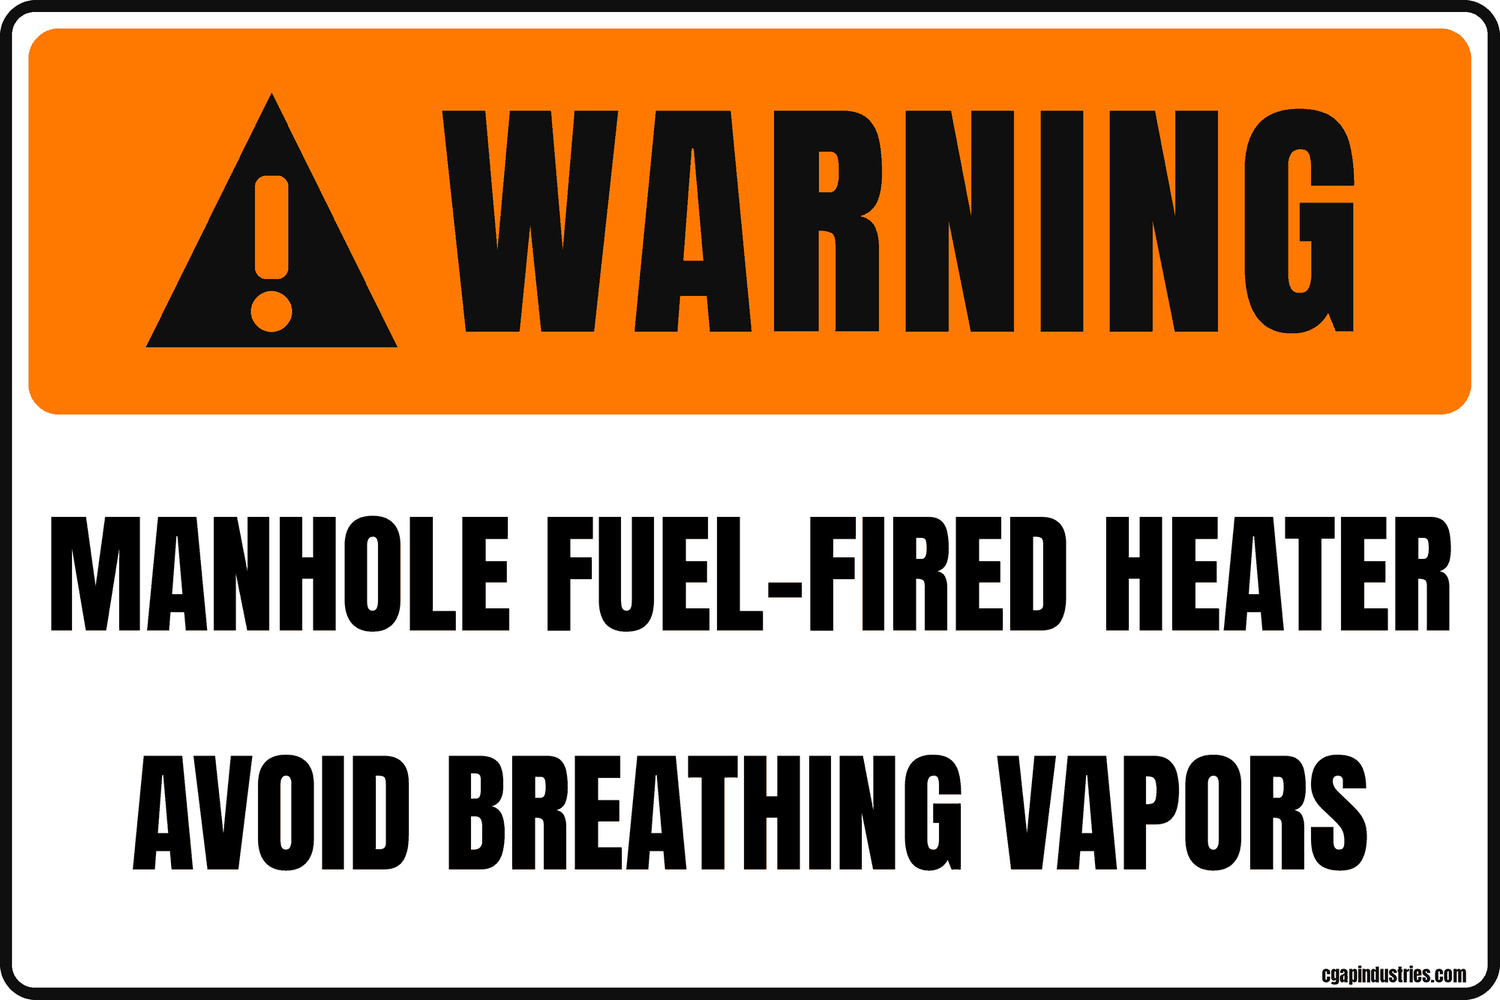 WARNING
MANHOLE FUEL-FIRED HEATER
AVOID BREATHING VAPORS
cgapindustries.com